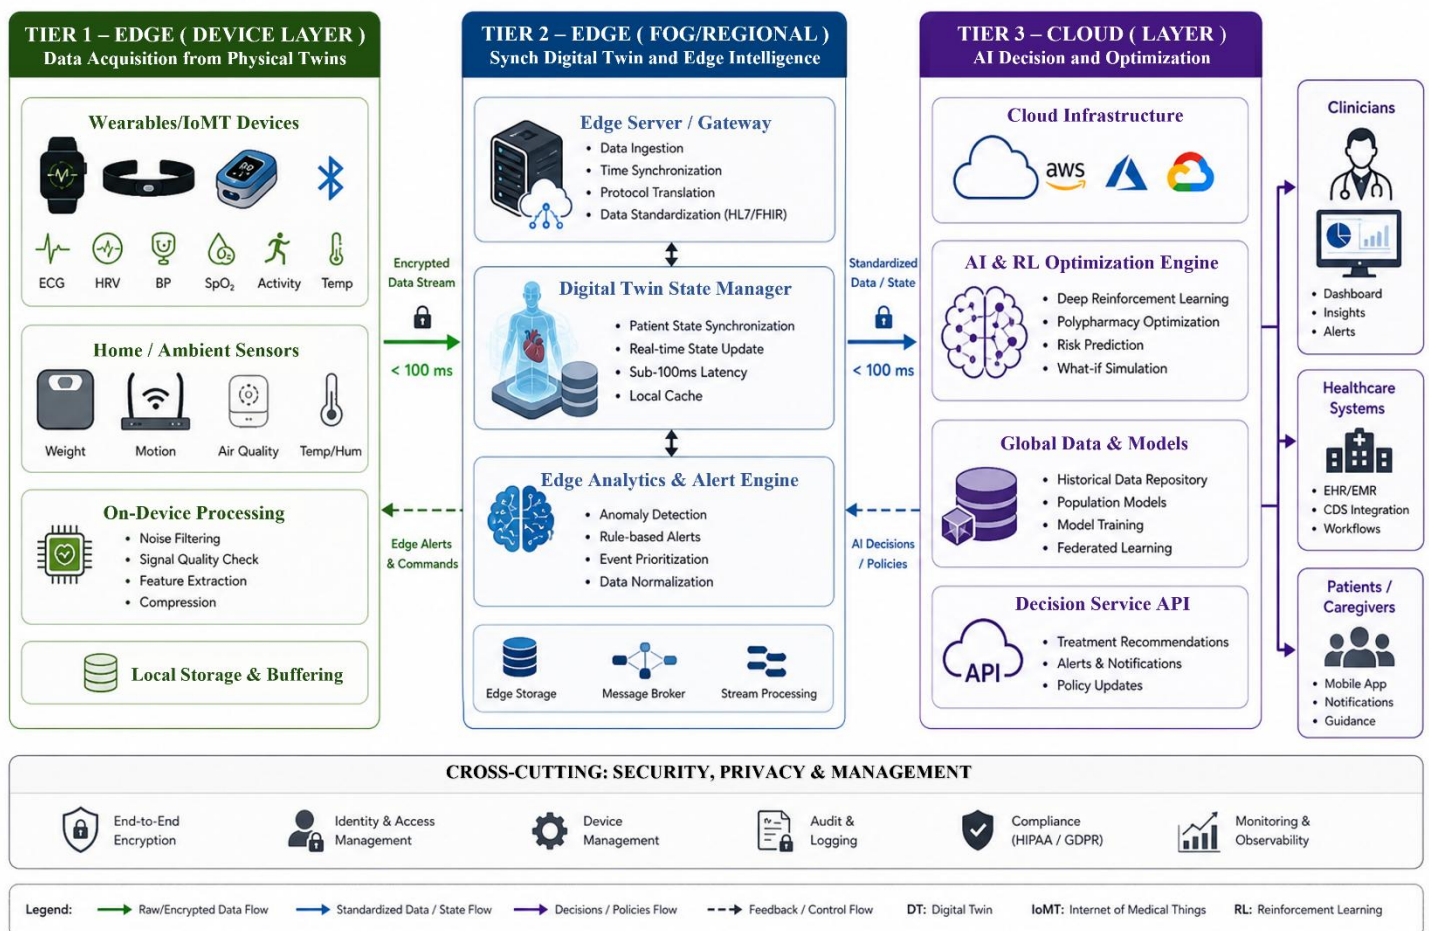 TIER 1 – EDGE ( DEVICE LAYER )
Data Acquisition from Physical Twins
Wearables/IoMT Devices
ECG
HRV
BP
SpO₂
Activity
Temp
Home / Ambient Sensors
Weight
Motion
Air Quality
Temp/Hum
On-Device Processing
• Noise Filtering
• Signal Quality Check
• Feature Extraction
• Compression
Local Storage & Buffering
Encrypted
Data Stream
< 100 ms
Edge Alerts
& Commands
TIER 2 – EDGE ( FOG/REGIONAL )
Synch Digital Twin and Edge Intelligence
Edge Server / Gateway
• Data Ingestion
• Time Synchronization
• Protocol Translation
• Data Standardization (HL7/FHIR)
Digital Twin State Manager
• Patient State Synchronization
• Real-time State Update
• Sub-100ms Latency
• Local Cache
Edge Analytics & Alert Engine
• Anomaly Detection
• Rule-based Alerts
• Event Prioritization
• Data Normalization
Edge Storage
Message Broker
Stream Processing
Standardized
Data / State
< 100 ms
AI Decisions
/ Policies
TIER 3 – CLOUD ( LAYER )
AI Decision and Optimization
Cloud Infrastructure
aws
AI & RL Optimization Engine
• Deep Reinforcement Learning
• Polypharmacy Optimization
• Risk Prediction
• What-if Simulation
Global Data & Models
• Historical Data Repository
• Population Models
• Model Training
• Federated Learning
Decision Service API
API
• Treatment Recommendations
• Alerts & Notifications
• Policy Updates
Clinicians
• Dashboard
• Insights
• Alerts
Healthcare
Systems
• EHR/EMR
• CDS Integration
• Workflows
Patients /
Caregivers
• Mobile App
• Notifications
• Guidance
CROSS-CUTTING: SECURITY, PRIVACY & MANAGEMENT
End-to-End
Encryption
Identity & Access
Management
Device
Management
Audit &
Logging
Compliance
(HIPAA / GDPR)
Monitoring &
Observability
Legend: Raw/Encrypted Data Flow Standardized Data / State Flow Decisions / Policies Flow Feedback / Control Flow DT: Digital Twin IoMT: Internet of Medical Things RL: Reinforcement Learning